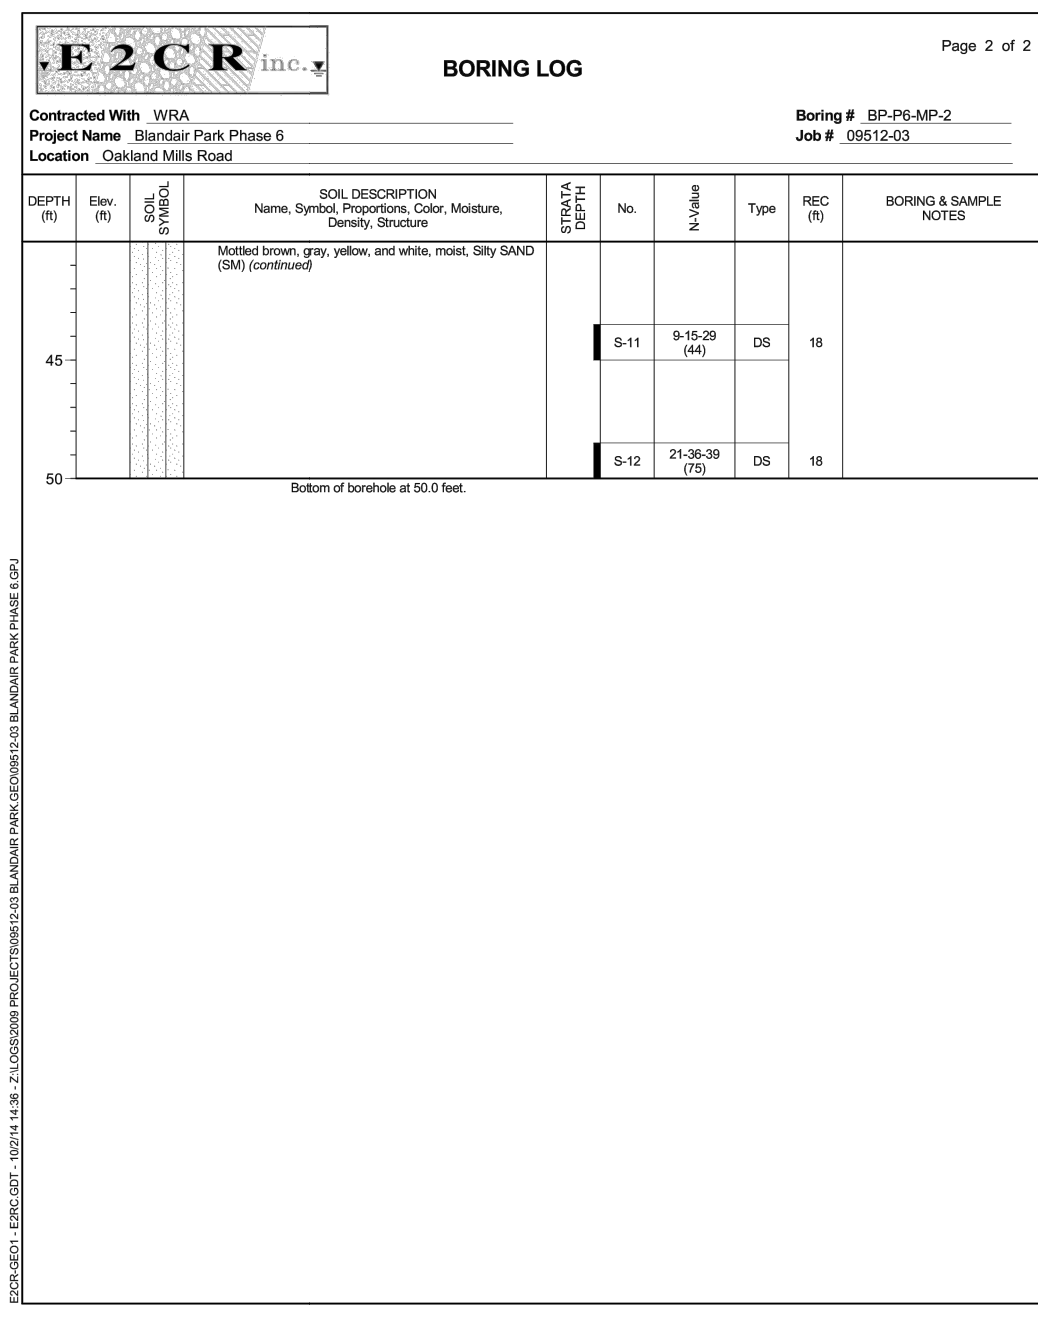 E2CR inc.
BORING LOG
Page 2 of 2
Contracted With WRA
Boring # BP-P6-MP-2
Project Name Blandair Park Phase 6
Job # 09512-03
Location Oakland Mills Road
DEPTH
(ft)
Elev.
(ft)
SOIL
SYMBOL
SOIL DESCRIPTION
Name, Symbol, Proportions, Color, Moisture,
Density, Structure
STRATA
DEPTH
No.
N-Value
Type
REC
(ft)
BORING & SAMPLE
NOTES
Mottled brown, gray, yellow, and white, moist, Silty SAND
(SM) (continued)
S-11
9-15-29
(44)
DS
18
45
S-12
21-36-39
(75)
DS
18
50
Bottom of borehole at 50.0 feet.
E2CR-GEO1 - E2RC.GDT - 10/2/14 14:36 - Z:\LOGS\2009 PROJECTS\09512-03 BLANDAIR PARK.GEO\09512-03 BLANDAIR PARK PHASE 6.GPJ